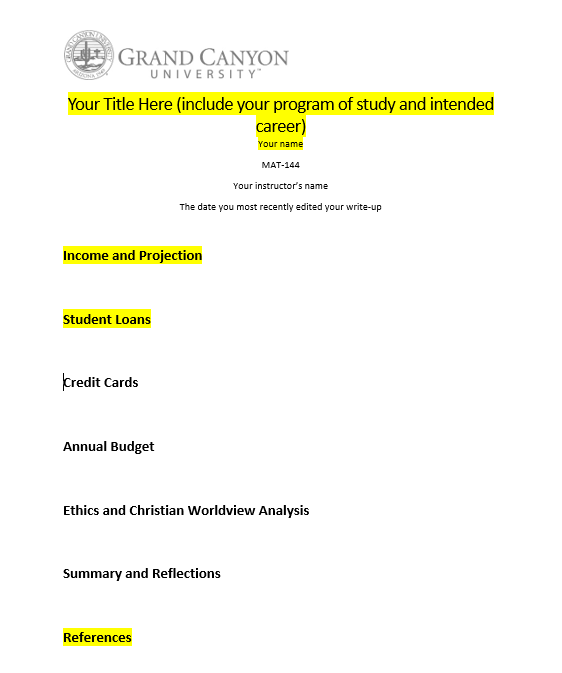 GRAND CANYON
UNIVERSITY™
Your Title Here (include your program of study and intended
career)
Your name
MAT-144
Your instructor's name
The date you most recently edited your write-up
Income and Projection
Student Loans
Credit Cards
Annual Budget
Ethics and Christian Worldview Analysis
Summary and Reflections
References